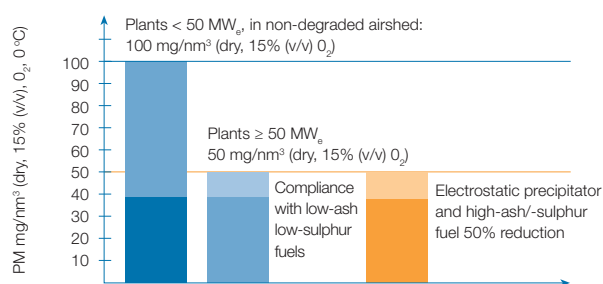 Plants < 50 MWₑ, in non-degraded airshed:
100 mg/nm³ (dry, 15% (v/v) 0₂)
PM mg/nm³ (dry, 15% (v/v), 0₂, 0 °C)
100
90
80
70
60
50
40
30
20
10
Plants ≥ 50 MWₑ
50 mg/nm³ (dry, 15% (v/v) 0₂)
Compliance
with low-ash
low-sulphur
fuels
Electrostatic precipitator
and high-ash/-sulphur
fuel 50% reduction